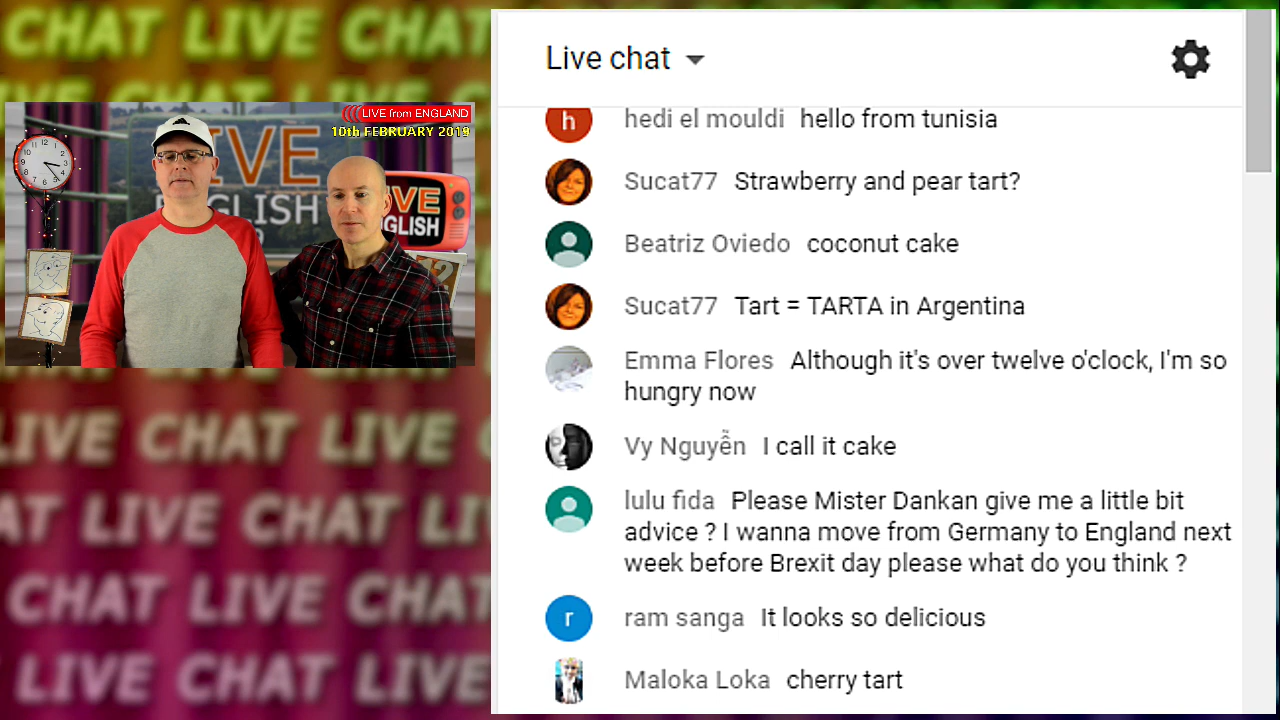 CHAT LIVE CHAT
LIVE CHAT LIVE
LIVE from ENGLAND
10th FEBRUARY 2019
LIVE
ENGLISH
LIVE
ENGLISH
LIVE CHAT LIVE
CHAT LIVE
CHAT LIVE CHAT
LIVE CHAT LIVE
Live chat
hedi el mouldi hello from tunisia
Sucat77 Strawberry and pear tart?
Beatriz Oviedo coconut cake
Sucat77 Tart = TARTA in Argentina
Emma Flores Although it's over twelve o'clock, I'm so
hungry now
Vy Nguyễn I call it cake
lulu fida Please Mister Dankan give me a little bit
advice ? I wanna move from Germany to England next
week before Brexit day please what do you think ?
ram sanga It looks so delicious
Maloka Loka cherry tart